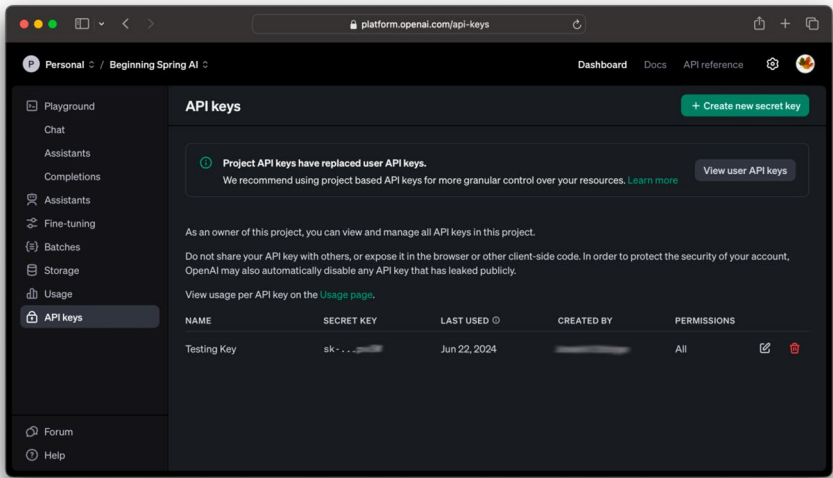 platform.openai.com/api-keys
P Personal / Beginning Spring AI
Dashboard Docs API reference
Playground
Chat
Assistants
Completions
Assistants
Fine-tuning
Batches
Storage
Usage
API keys
Forum
Help
API keys
+ Create new secret key
Project API keys have replaced user API keys.
We recommend using project based API keys for more granular control over your resources. Learn more
View user API keys
As an owner of this project, you can view and manage all API keys in this project.
Do not share your API key with others, or expose it in the browser or other client-side code. In order to protect the security of your account,
OpenAI may also automatically disable any API key that has leaked publicly.
View usage per API key on the Usage page.
NAME SECRET KEY LAST USED CREATED BY PERMISSIONS
Testing Key sk-... Jun 22, 2024 All